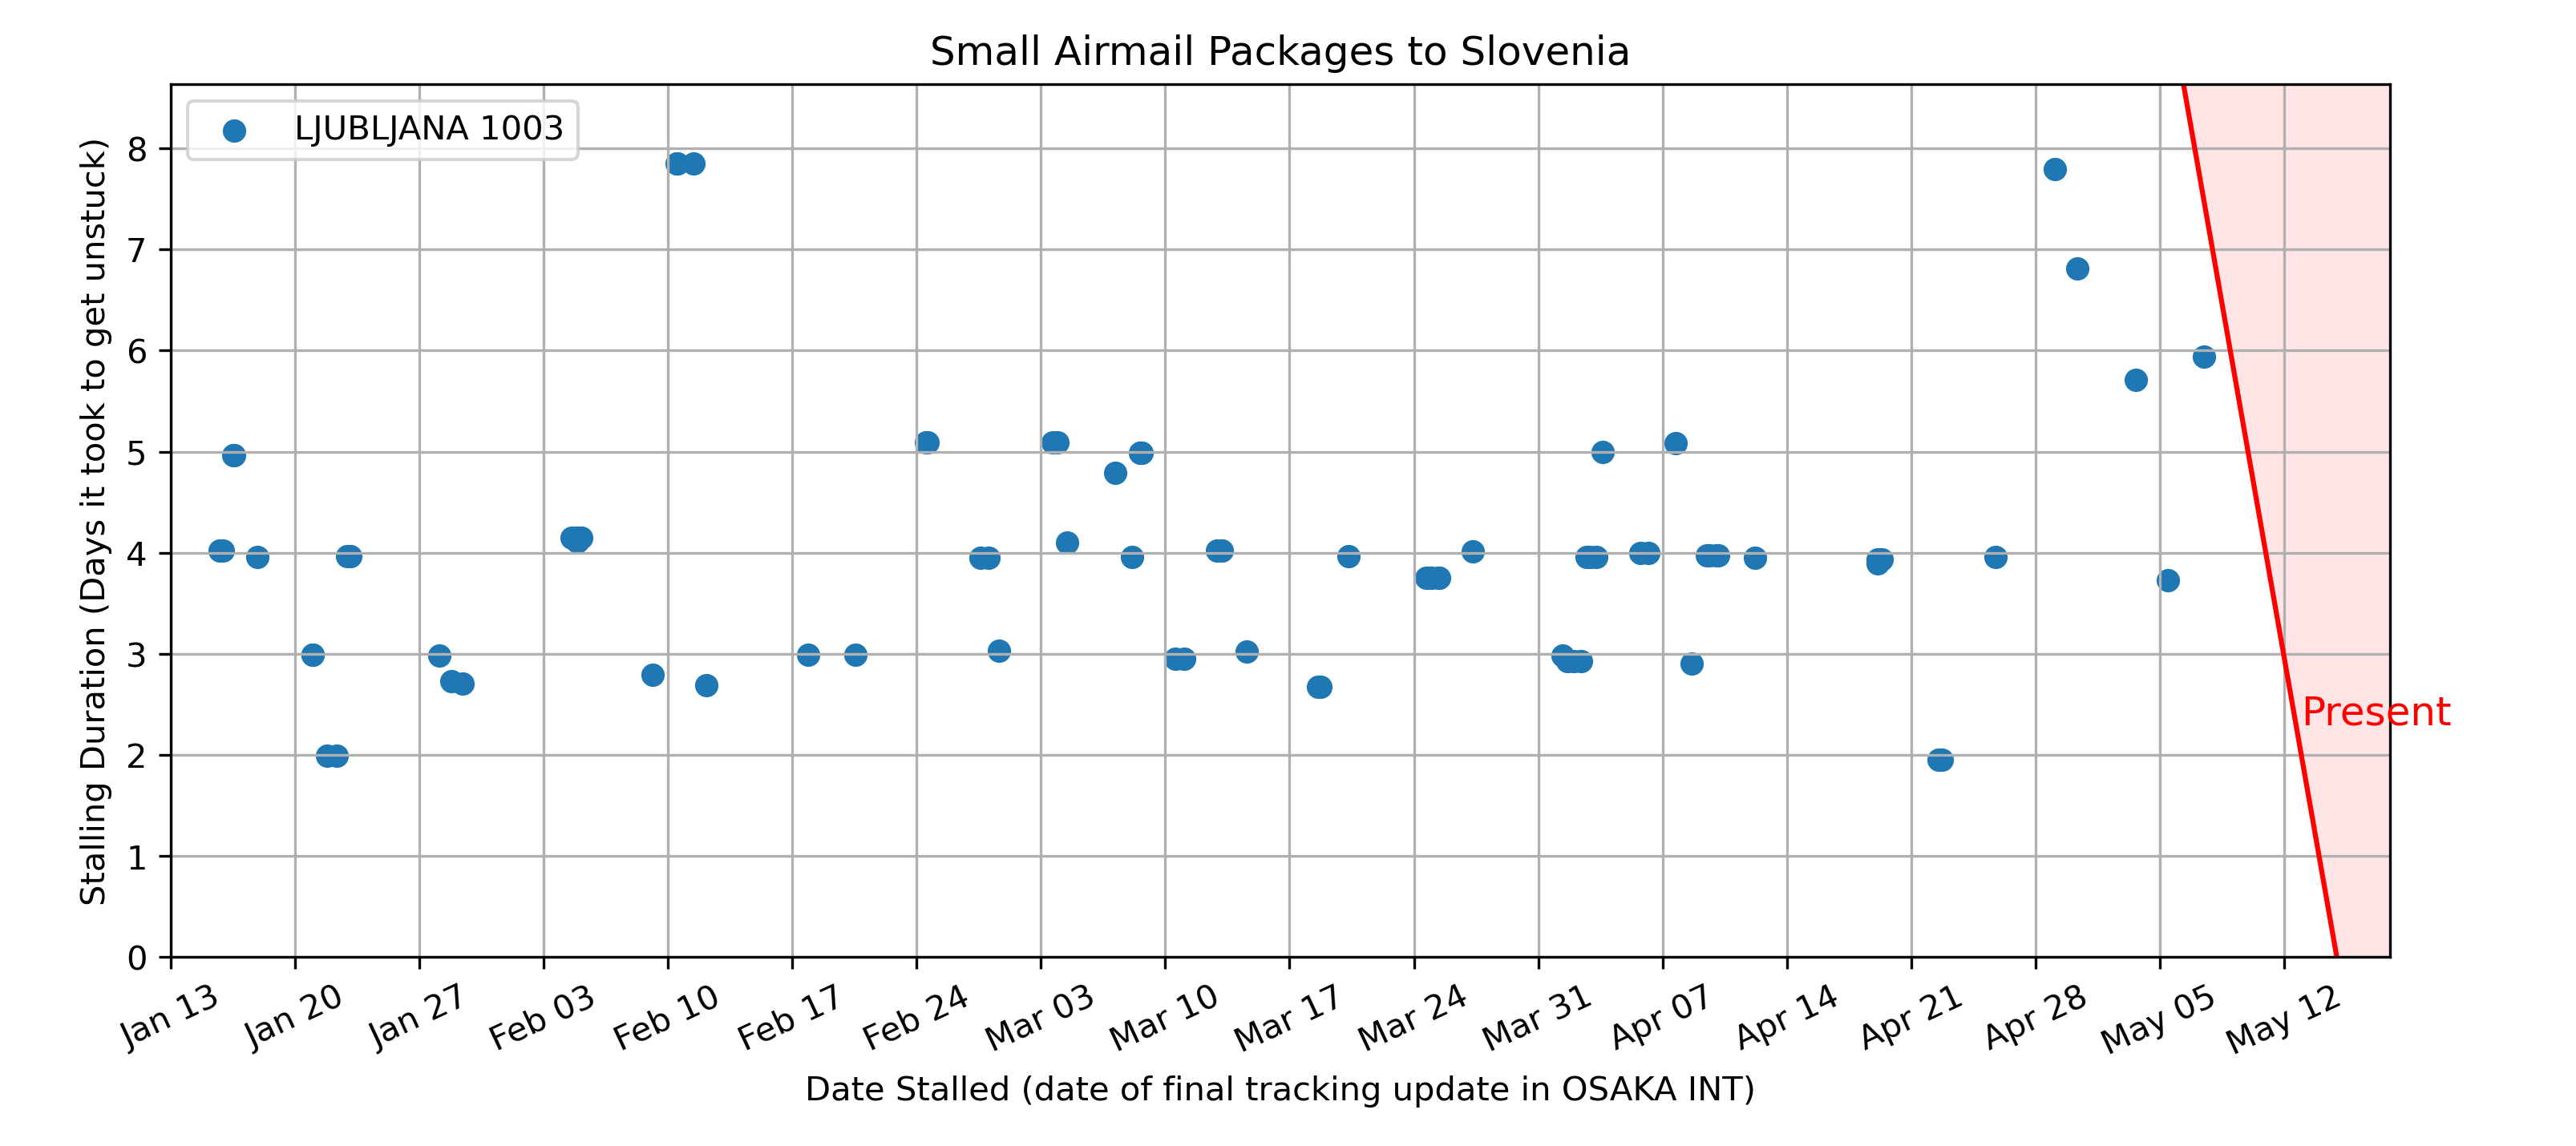 Small Airmail Packages to Slovenia
LJUBLJANA 1003
Stalling Duration (Days it took to get unstuck)
8
7
6
5
4
3
2
1
0
Present
Jan 13
Jan 20
Jan 27
Feb 03
Feb 10
Feb 17
Feb 24
Mar 03
Mar 10
Mar 17
Mar 24
Mar 31
Apr 07
Apr 14
Apr 21
Apr 28
May 05
May 12
Date Stalled (date of final tracking update in OSAKA INT)